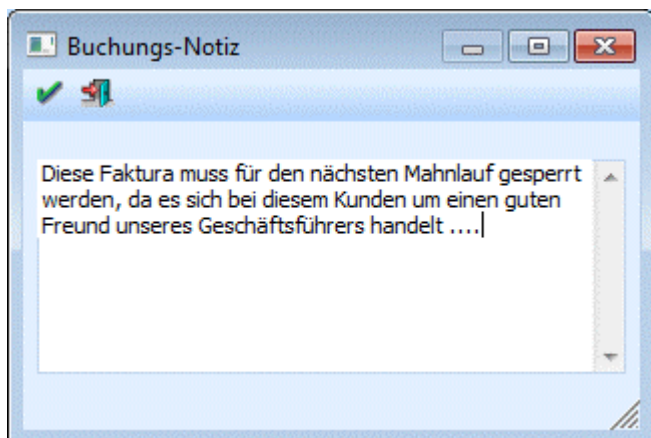 Buchungs-Notiz
Diese Faktura muss für den nächsten Mahnlauf gesperrt
werden, da es sich bei diesem Kunden um einen guten
Freund unseres Geschäftsführers handelt ....